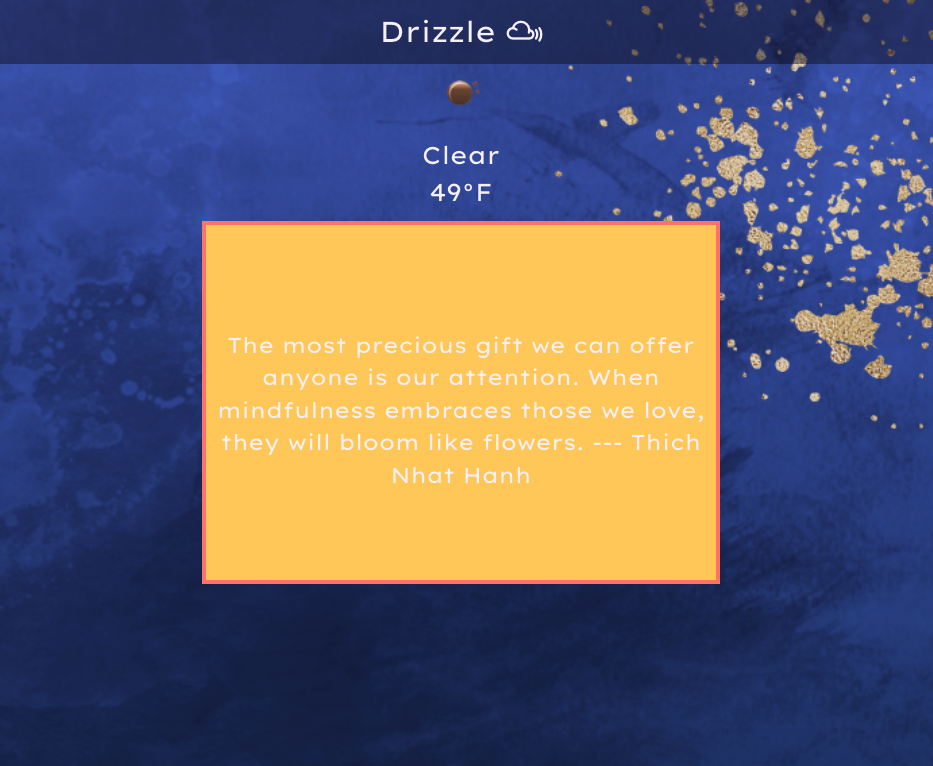 Drizzle
Clear
49°F
The most precious gift we can offer
anyone is our attention. When
mindfulness embraces those we love,
they will bloom like flowers. --- Thich
Nhat Hanh